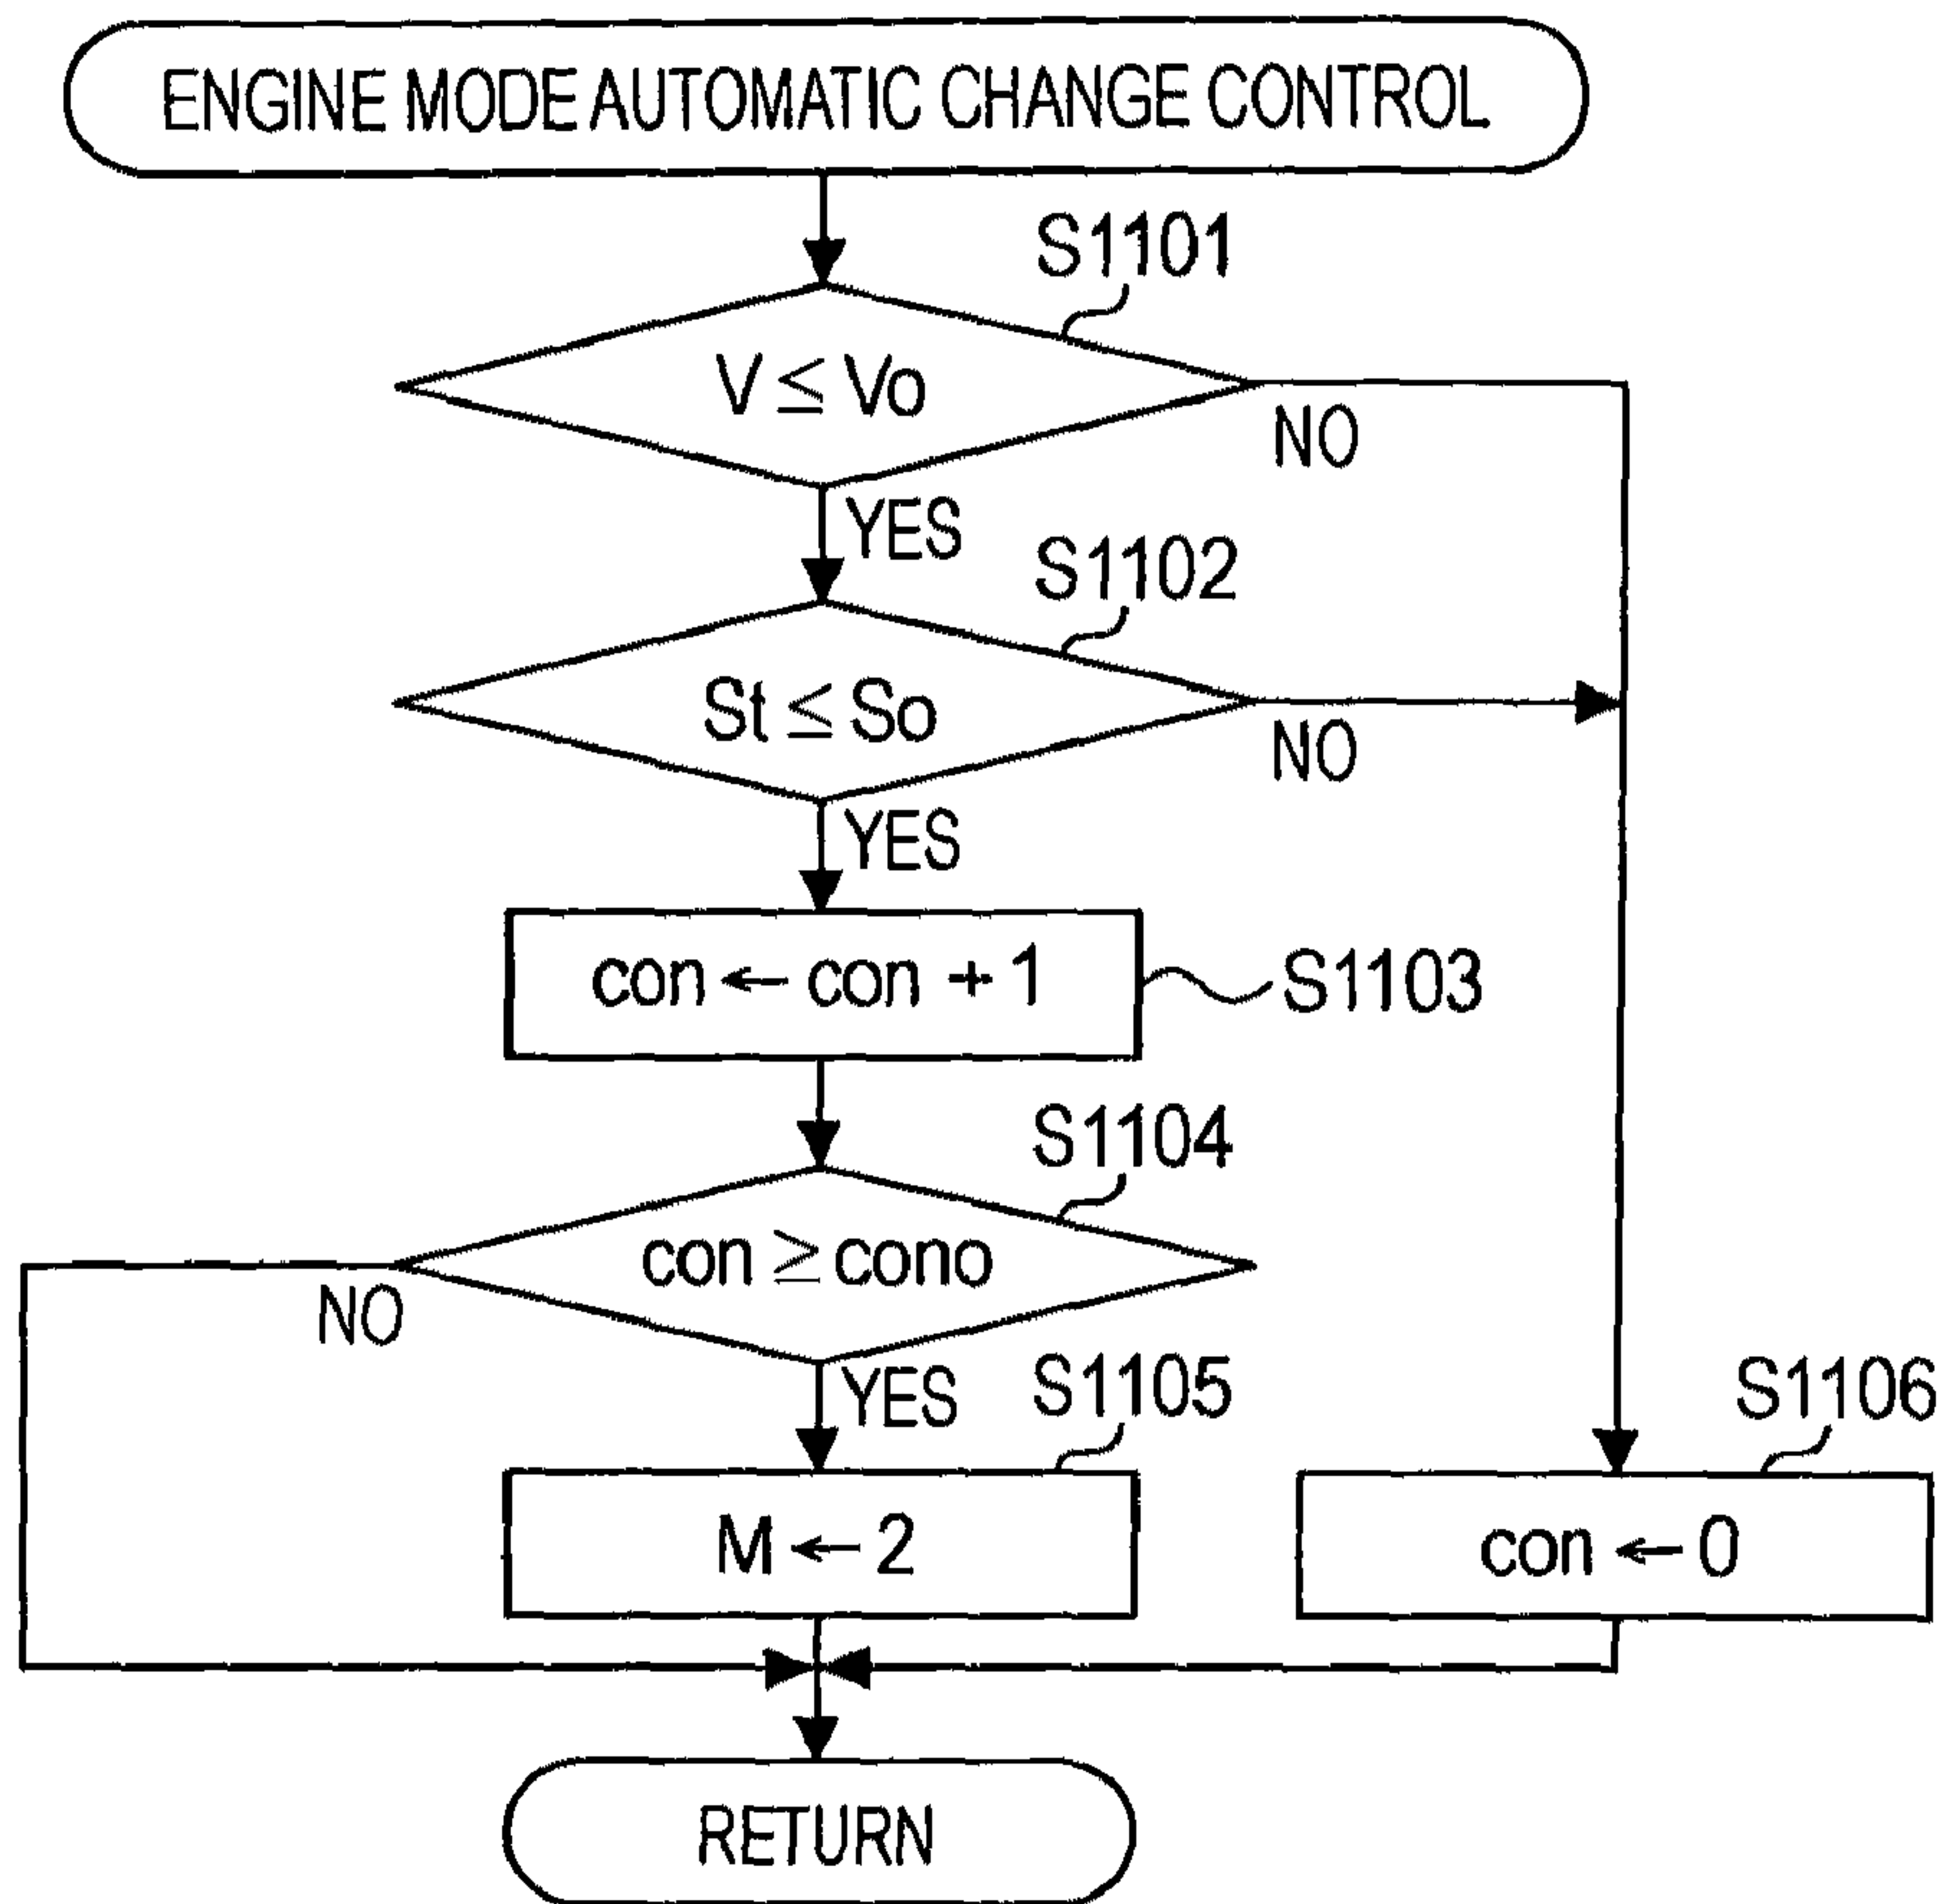 ENGINE MODE AUTOMATIC CHANGE CONTROL
S1101
V ≤ Vo
NO
YES
S1102
St ≤ So
NO
YES
con ← con + 1
S1103
S1104
con ≥ cono
NO
YES
S1105
S1106
M ← 2
con ← 0
RETURN